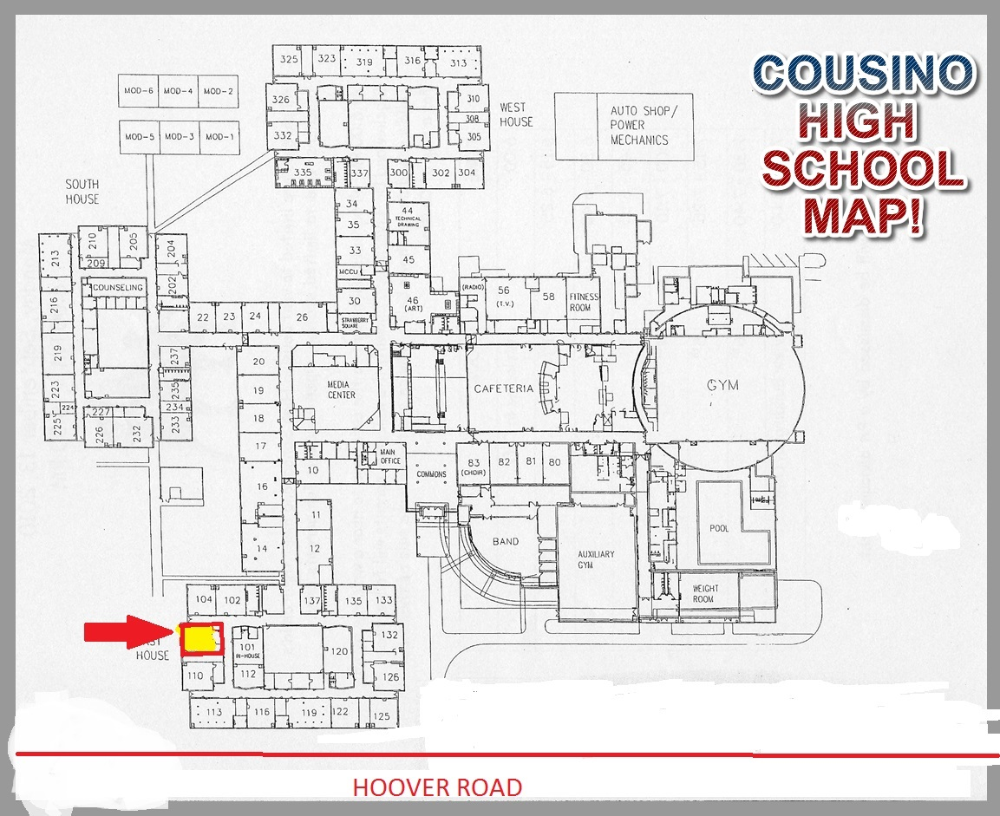 COUSINO
HIGH
SCHOOL
MAP!
325
323
319
316
313
MOD-6
MOD-4
MOD-2
326
310
WEST
HOUSE
308
332
305
MOD-5
MOD-3
MOD-1
AUTO SHOP/
POWER
MECHANICS
335
337
300
302
304
SOUTH
HOUSE
34
44
TECHNICAL
DRAWING
35
33
45
MCCU
213
210
205
209
204
202
COUNSELING
216
219
223
224
225
227
226
232
237
235
234
233
22
23
24
26
30
STRAWBERRY
SQUARE
46
(ART)
(RADIO)
56
(T.V.)
58
FITNESS
ROOM
20
19
18
17
16
14
MEDIA
CENTER
CAFETERIA
GYM
10
MAIN
OFFICE
COMMONS
83
(CHOIR)
82
81
80
11
12
BAND
AUXILIARY
GYM
POOL
WEIGHT
ROOM
104
102
137
135
133
HOUSE
101
IN-HOUSE
120
132
110
112
126
113
116
119
122
125
HOOVER ROAD